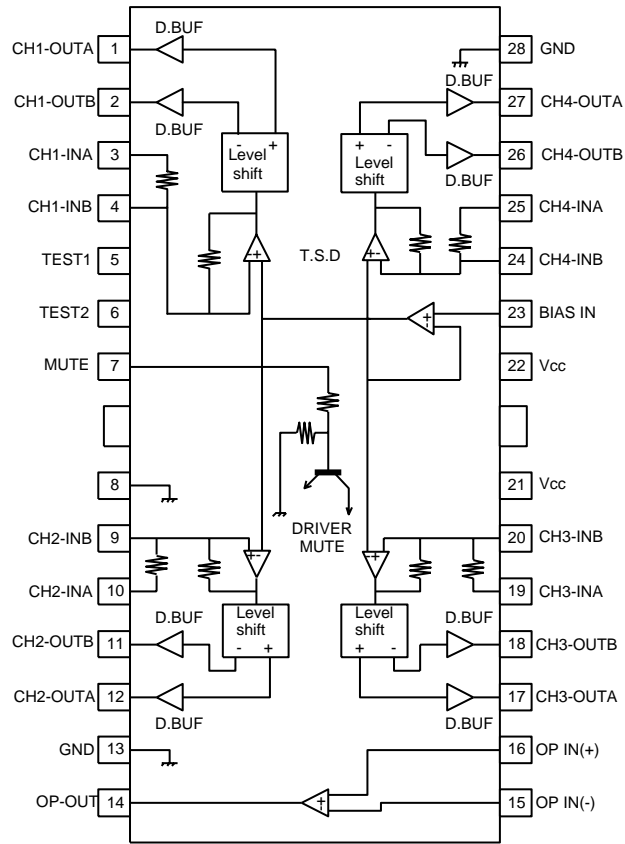 D.BUF
CH1-OUTA 1
28 GND
D.BUF
CH1-OUTB 2
27 CH4-OUTA
D.BUF
- +
Level
shift
+ -
Level
shift
CH1-INA 3
26 CH4-OUTB
D.BUF
CH1-INB 4
25 CH4-INA
TEST1 5
-+
T.S.D
+-
24 CH4-INB
TEST2 6
+-
23 BIAS IN
MUTE 7
22 Vcc
8
21 Vcc
DRIVER
MUTE
CH2-INB 9
+-
-+
20 CH3-INB
CH2-INA 10
19 CH3-INA
D.BUF
Level
shift
- +
Level
shift
+ -
D.BUF
CH2-OUTB 11
18 CH3-OUTB
CH2-OUTA 12
17 CH3-OUTA
D.BUF
D.BUF
GND 13
16 OP IN(+)
OP-OUT 14
+-
15 OP IN(-)